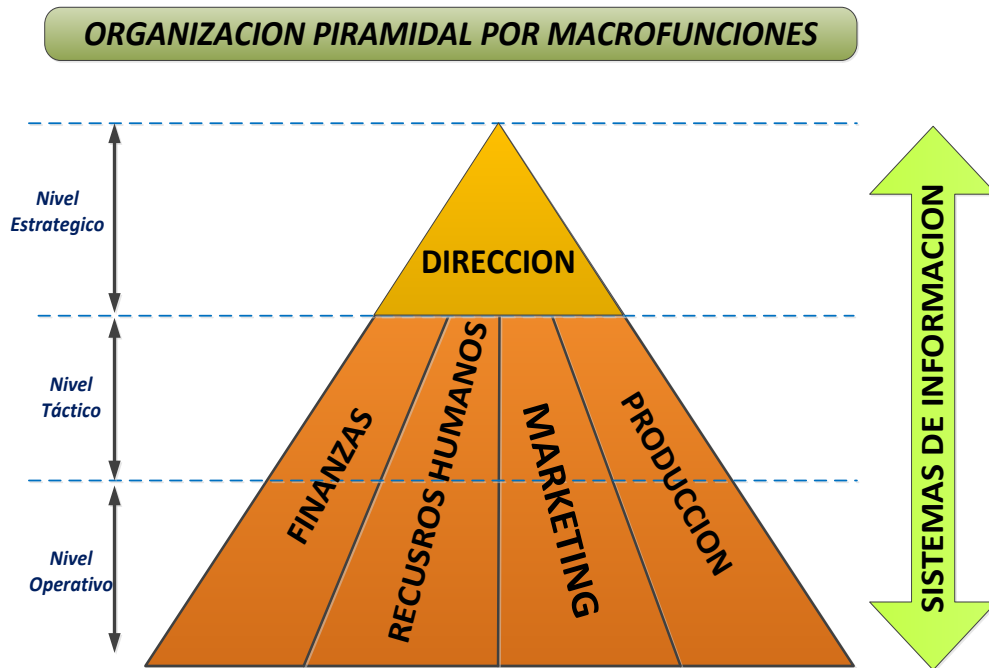 ORGANIZACION PIRAMIDAL POR MACROFUNCIONES
Nivel
Estrategico
DIRECCION
Nivel
Táctico
Nivel
Operativo
FINANZAS
RECUSROS HUMANOS
MARKETING
PRODUCCION
SISTEMAS DE INFORMACION